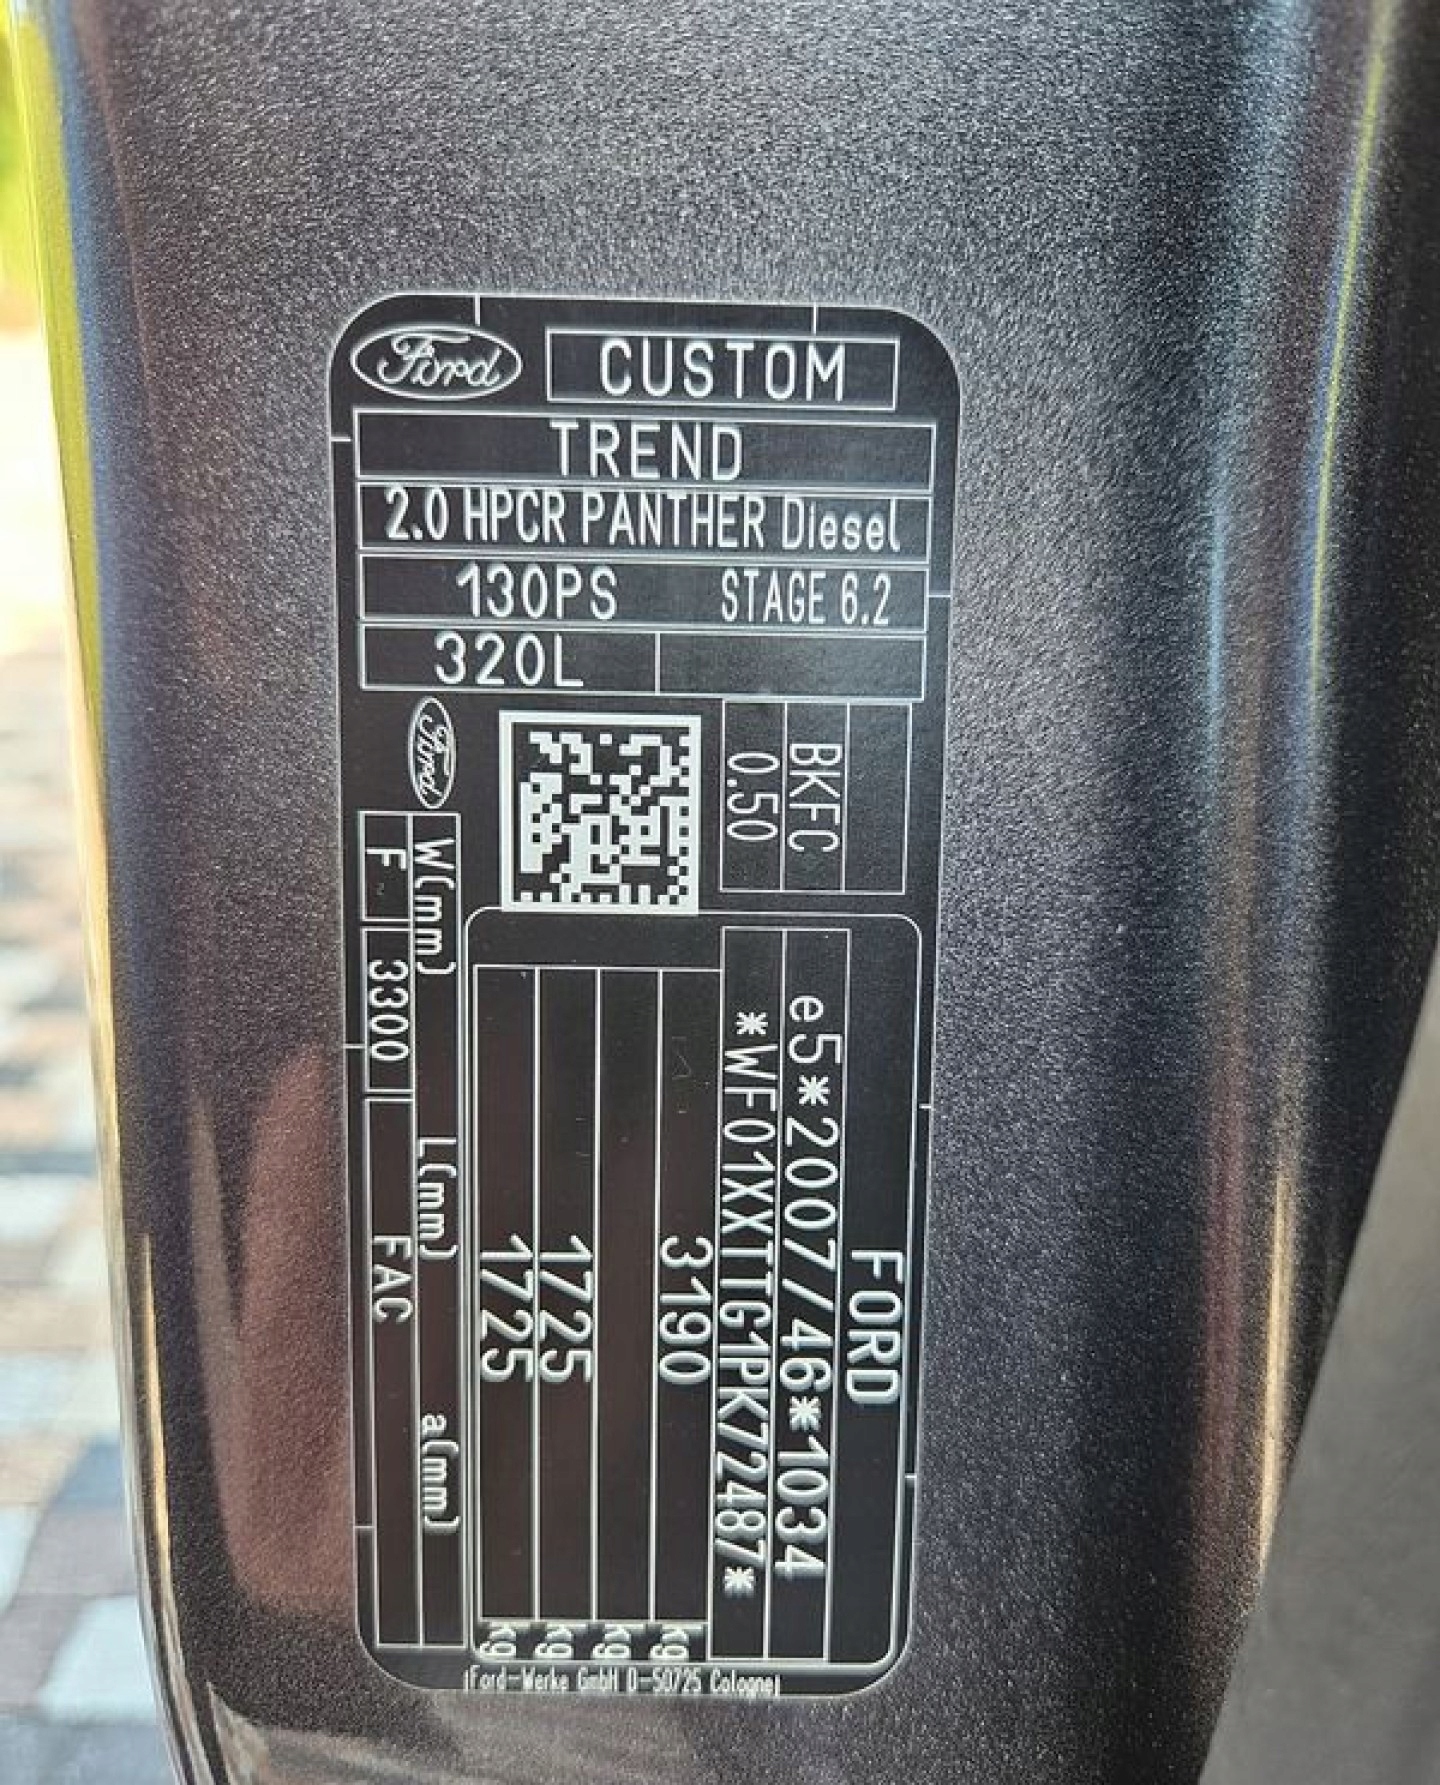 Ford
CUSTOM
TREND
2.0 HPCR PANTHER Diesel
130PS STAGE 6.2
320L
Ford
BKFC
0.50
FORD
e5*2007/46*1034
*WF01XXTTG1PK72487*
3190 kg
kg
1725 kg
1725 kg
W(mm) L(mm) a(mm)
F 3300 FAC
Ford-Werke GmbH D-50725 Cologne